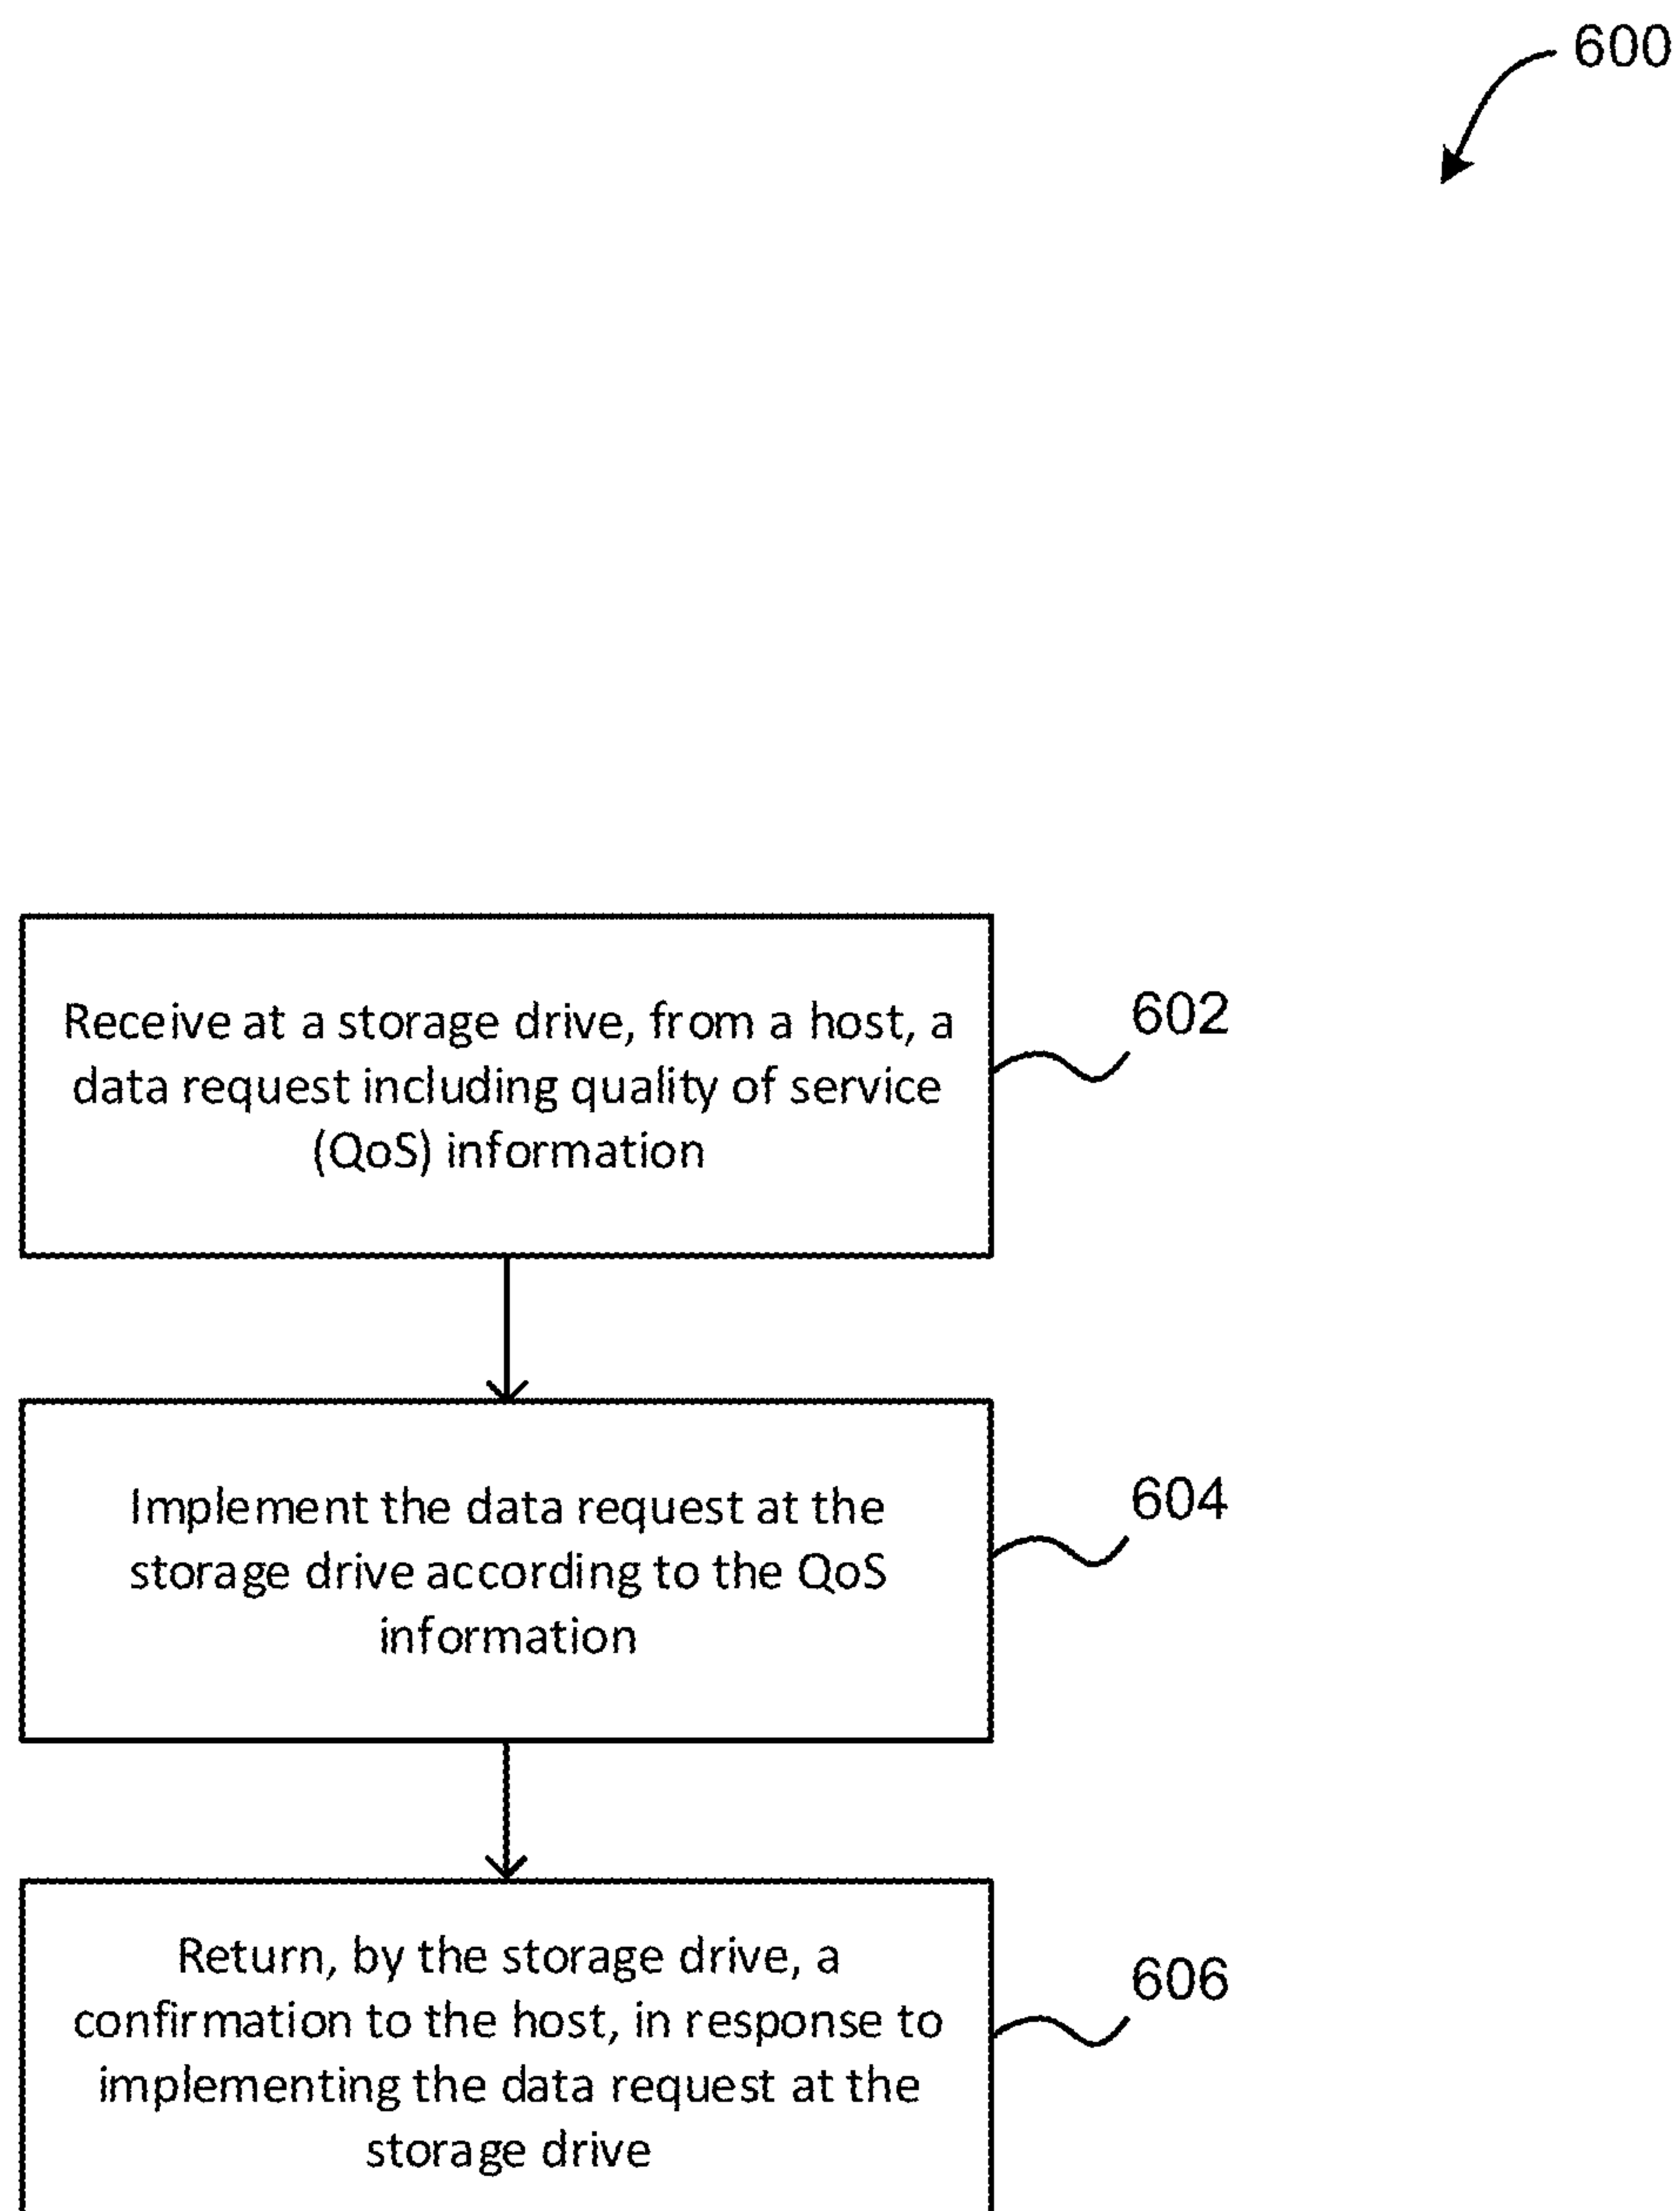 600
Receive at a storage drive, from a host, a
data request including quality of service
(QoS) information
602
Implement the data request at the
storage drive according to the QoS
information
604
Return, by the storage drive, a
confirmation to the host, in response to
implementing the data request at the
storage drive
606